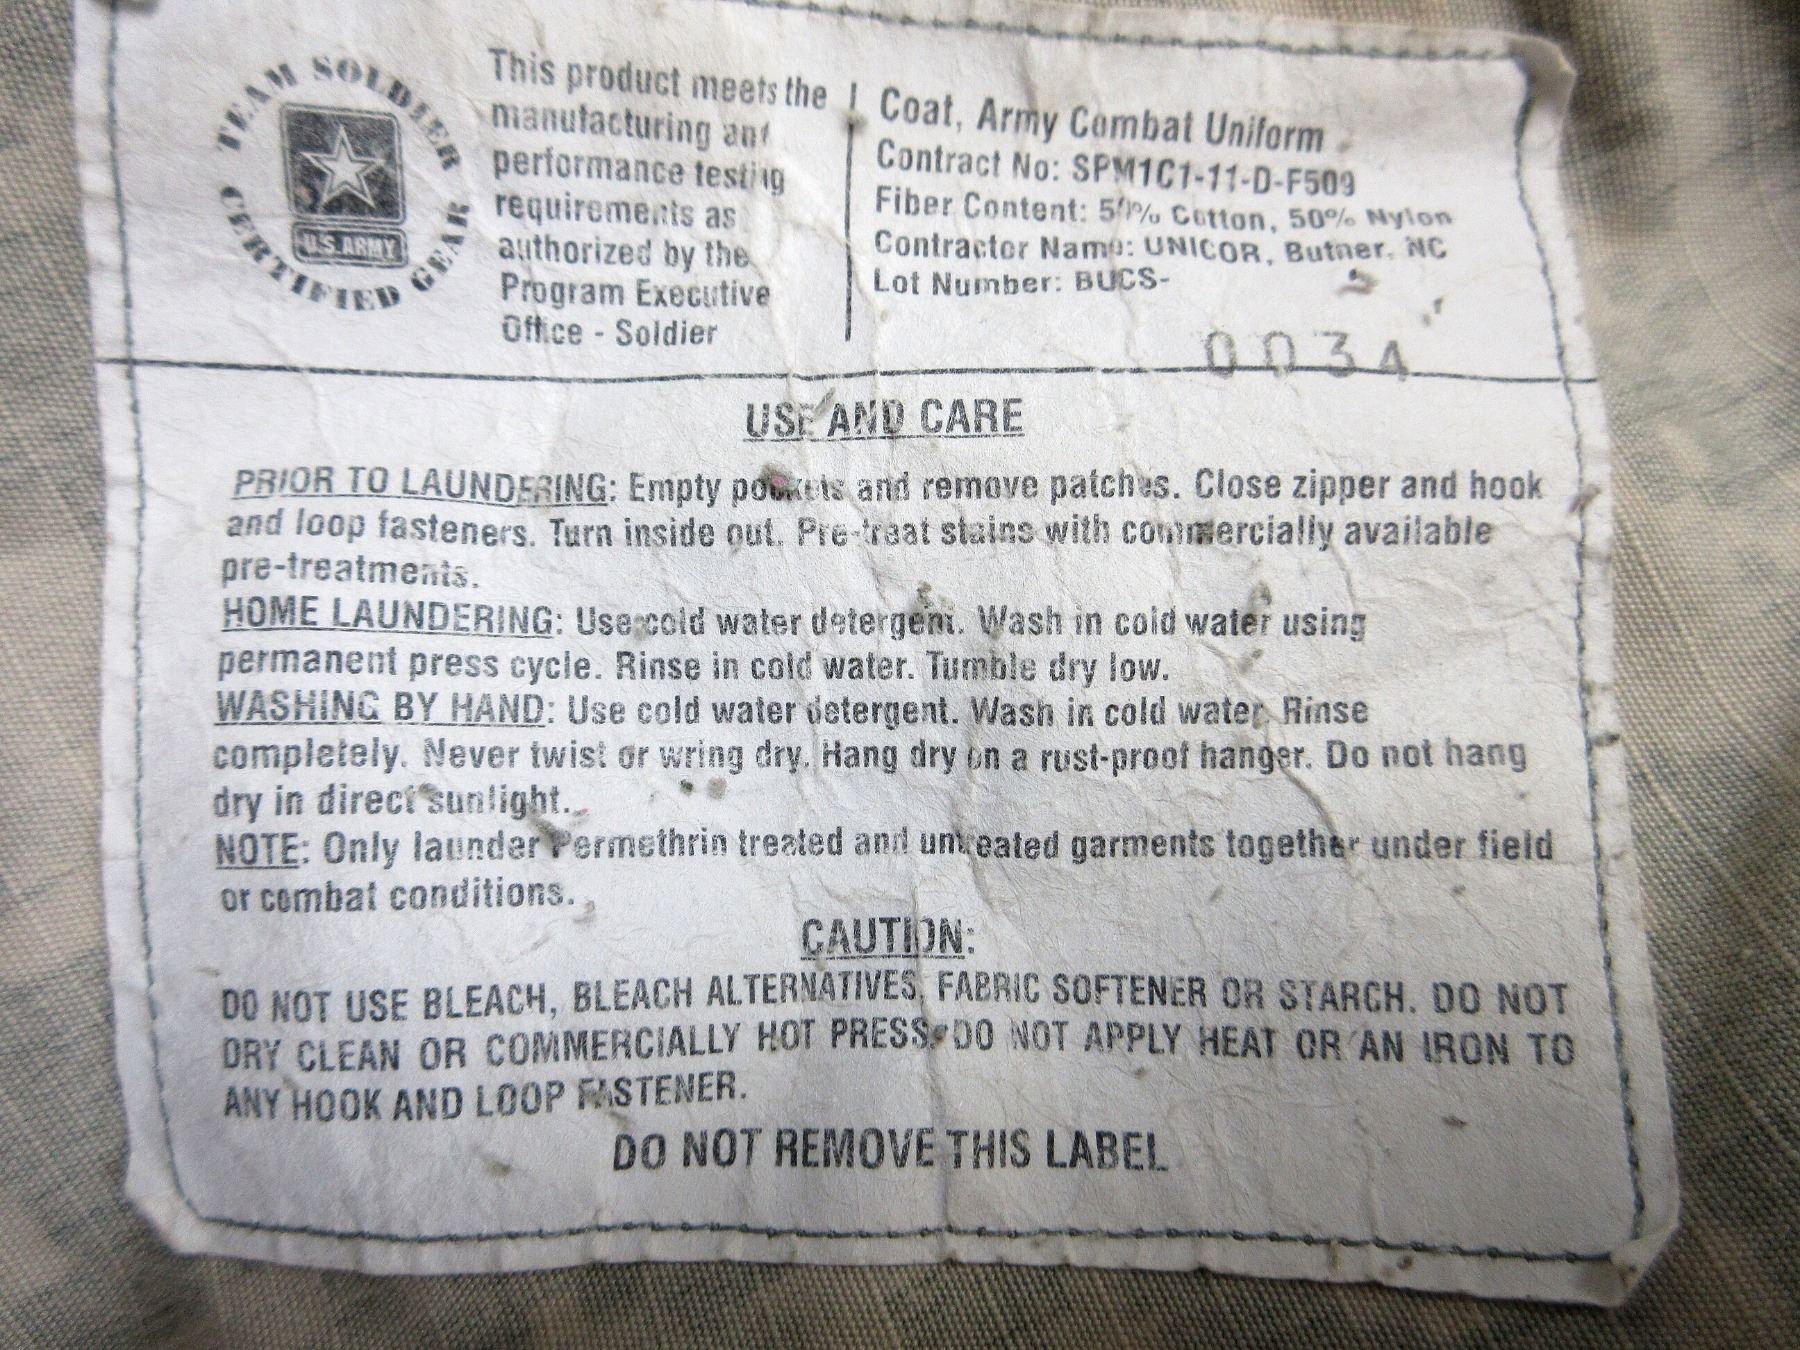 TEAM SOLDIER
CERTIFIED GEAR
U.S.ARMY
This product meets the
manufacturing and
performance testing
requirements as
authorized by the
Program Executive
Office - Soldier
Coat, Army Combat Uniform
Contract No: SPM1C1-11-D-F509
Fiber Content: 50% Cotton, 50% Nylon
Contractor Name: UNICOR, Butner, NC
Lot Number: BUCS-
003A
USE AND CARE
PRIOR TO LAUNDERING: Empty pockets and remove patches. Close zipper and hook
and loop fasteners. Turn inside out. Pre-treat stains with commercially available
pre-treatments.
HOME LAUNDERING: Use cold water detergent. Wash in cold water using
permanent press cycle. Rinse in cold water. Tumble dry low.
WASHING BY HAND: Use cold water detergent. Wash in cold water. Rinse
completely. Never twist or wring dry. Hang dry on a rust-proof hanger. Do not hang
dry in direct sunlight.
NOTE: Only launder Permethrin treated and untreated garments together under field
or combat conditions.
CAUTION:
DO NOT USE BLEACH, BLEACH ALTERNATIVES, FABRIC SOFTENER OR STARCH. DO NOT
DRY CLEAN OR COMMERCIALLY HOT PRESS. DO NOT APPLY HEAT OR AN IRON TO
ANY HOOK AND LOOP FASTENER.
DO NOT REMOVE THIS LABEL